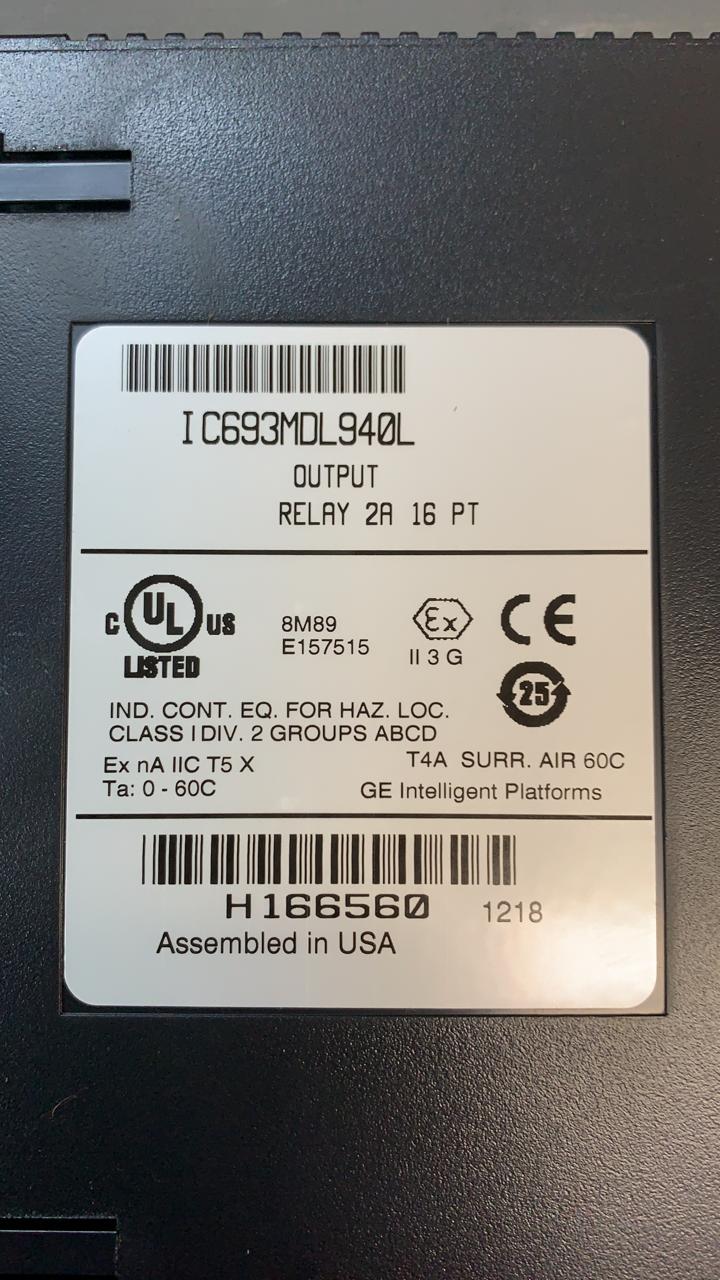 IC693MDL940L
OUTPUT
RELAY 2A 16 PT
C UL US
LISTED
8M89
E157515
Ex
II 3 G
CE
25
IND. CONT. EQ. FOR HAZ. LOC.
CLASS I DIV. 2 GROUPS ABCD
Ex nA IIC T5 X
T4A SURR. AIR 60C
Ta: 0 - 60C
GE Intelligent Platforms
H166560 1218
Assembled in USA